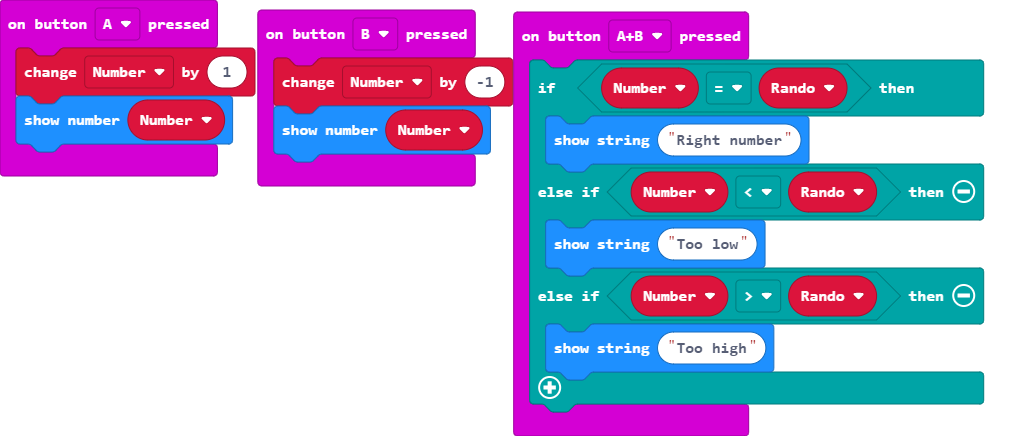 on button A pressed
change Number by 1
show number Number
on button B pressed
change Number by -1
show number Number
on button A+B pressed
if Number = Rando then
show string "Right number"
else if Number < Rando then
show string "Too low"
else if Number > Rando then
show string "Too high"